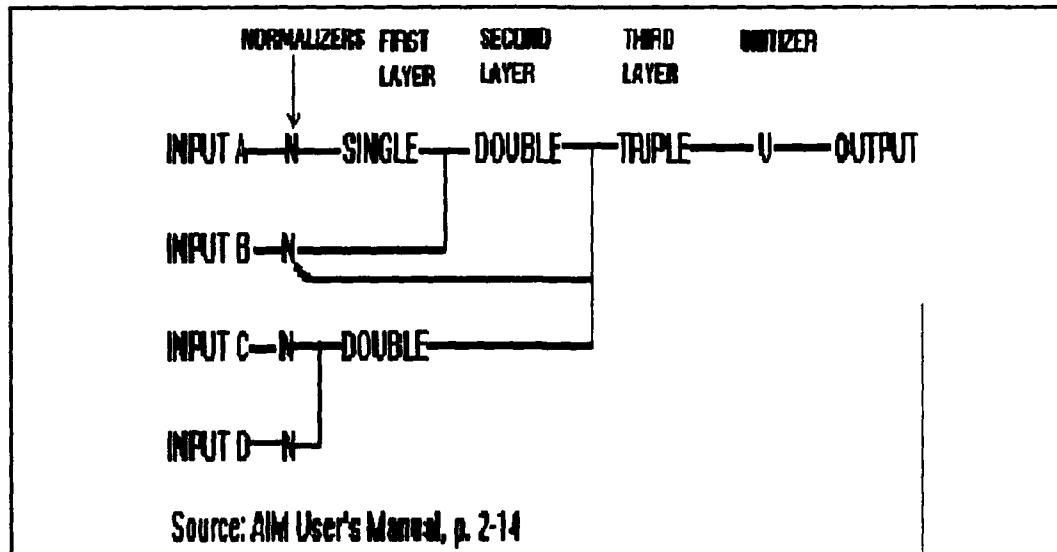 NORMALIZERS FIRST LAYER SECOND LAYER THIRD LAYER UNITIZER
INPUT A N SINGLE DOUBLE TRIPLE U OUTPUT
INPUT B N
INPUT C N DOUBLE
INPUT D N
Source: AIM User's Manual, p. 2-14